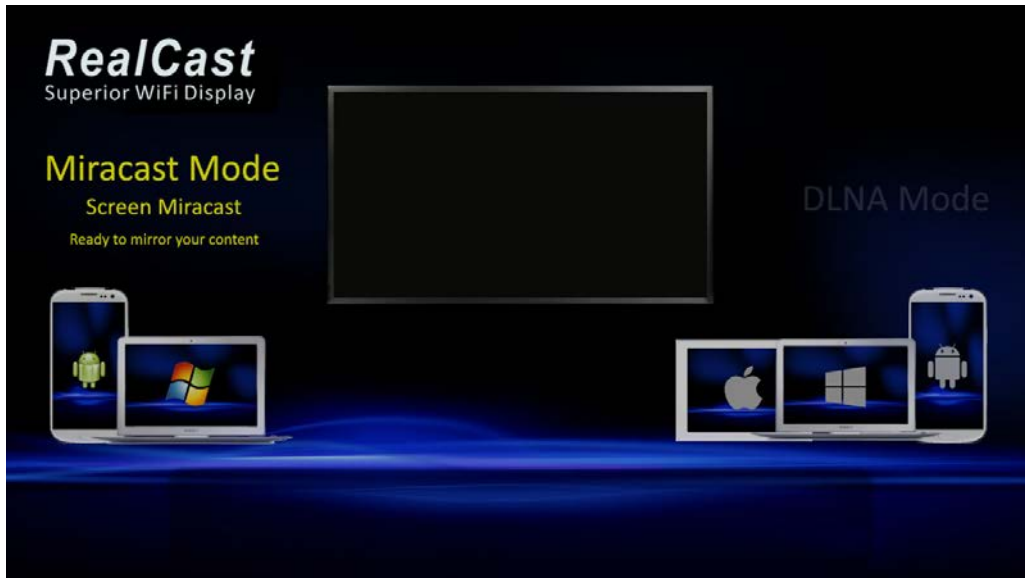 RealCast
Superior WiFi Display
Miracast Mode
Screen Miracast
Ready to mirror your content
DLNA Mode